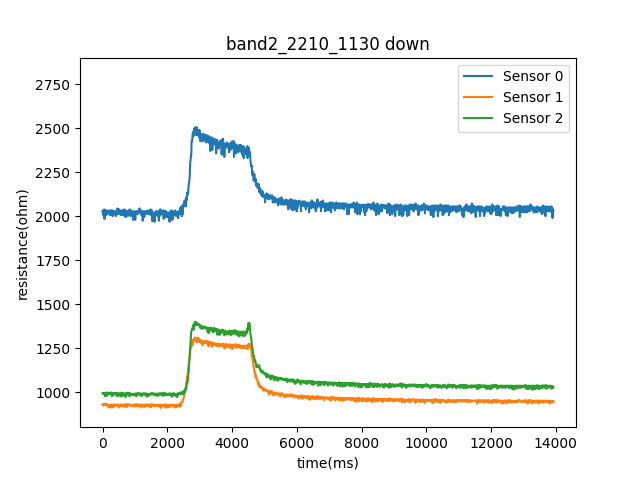 band2_2210_1130 down
Sensor 0
Sensor 1
Sensor 2
resistance(ohm)
2750
2500
2250
2000
1750
1500
1250
1000
0 2000 4000 6000 8000 10000 12000 14000
time(ms)